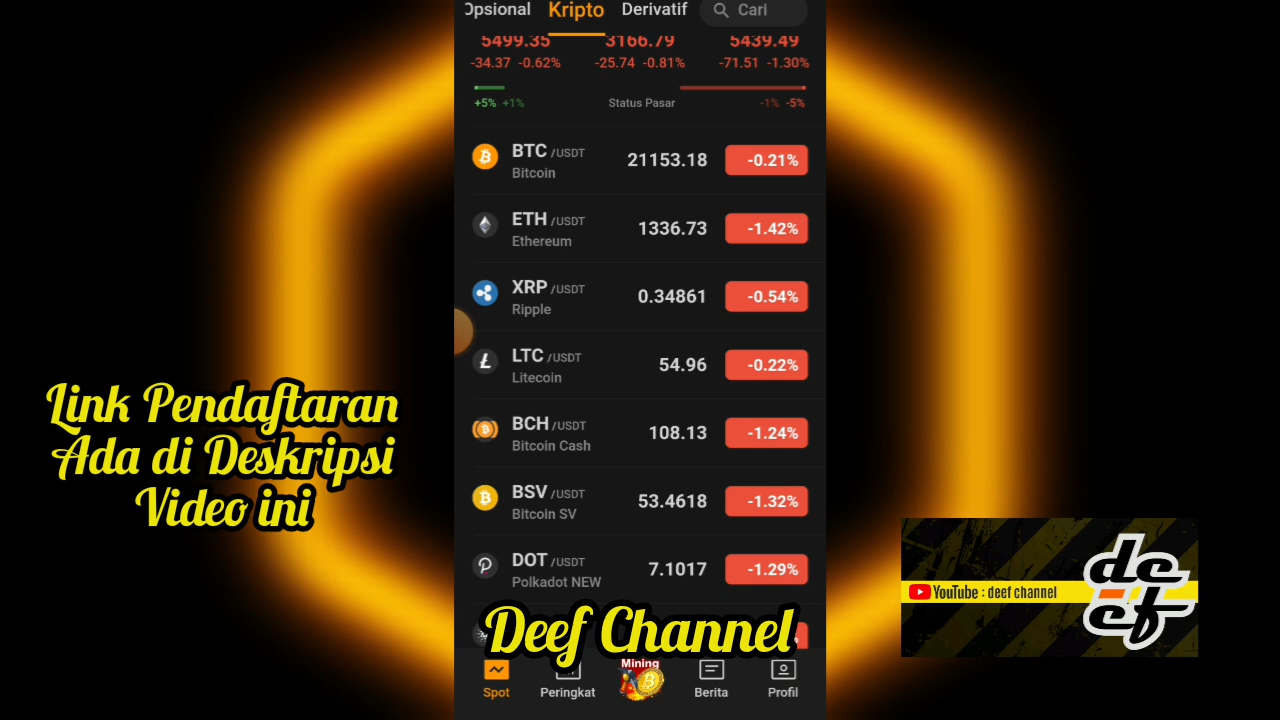 Opsional Kripto Derivatif Cari
5499.35 3166.79 5439.49
-34.37 -0.62% -25.74 -0.81% -71.51 -1.30%
+5% +1% Status Pasar -1% -5%
BTC /USDT 21153.18 -0.21%
Bitcoin
ETH /USDT 1336.73 -1.42%
Ethereum
XRP /USDT 0.34861 -0.54%
Ripple
LTC /USDT 54.96 -0.22%
Litecoin
BCH /USDT 108.13 -1.24%
Bitcoin Cash
BSV /USDT 53.4618 -1.32%
Bitcoin SV
DOT /USDT 7.1017 -1.29%
Polkadot NEW
Deef Channel
Mining
Spot Peringkat Berita Profil
Link Pendaftaran
Ada di Deskripsi
Video ini
YouTube : deef channel
de
ef